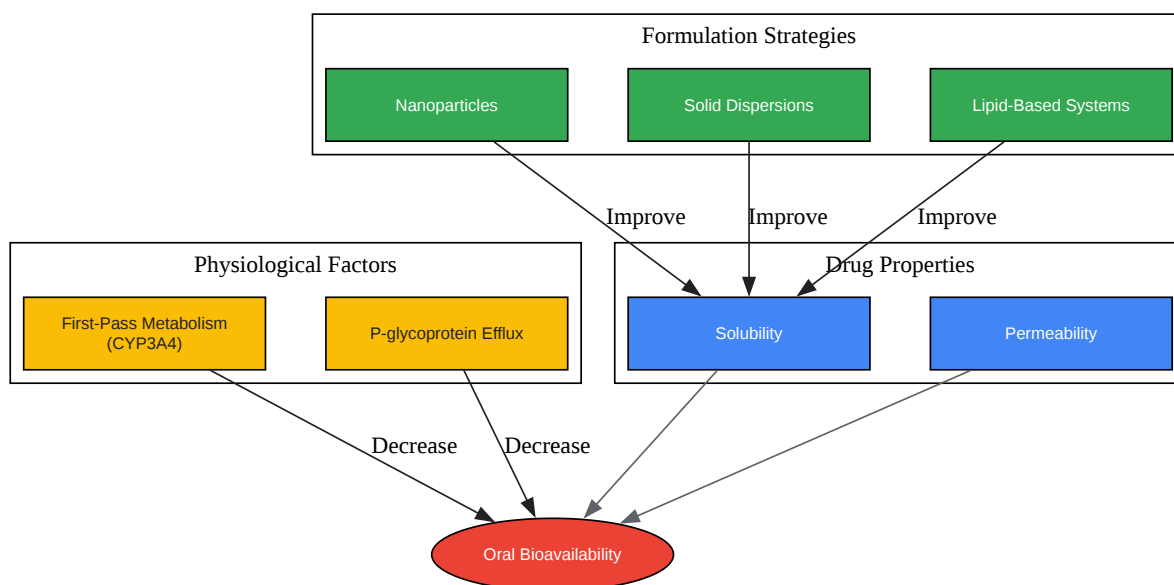 Formulation Strategies
Nanoparticles
Solid Dispersions
Lipid-Based Systems
Improve
Improve
Improve
Physiological Factors
Drug Properties
First-Pass Metabolism
(CYP3A4)
P-glycoprotein Efflux
Solubility
Permeability
Decrease
Decrease
Oral Bioavailability